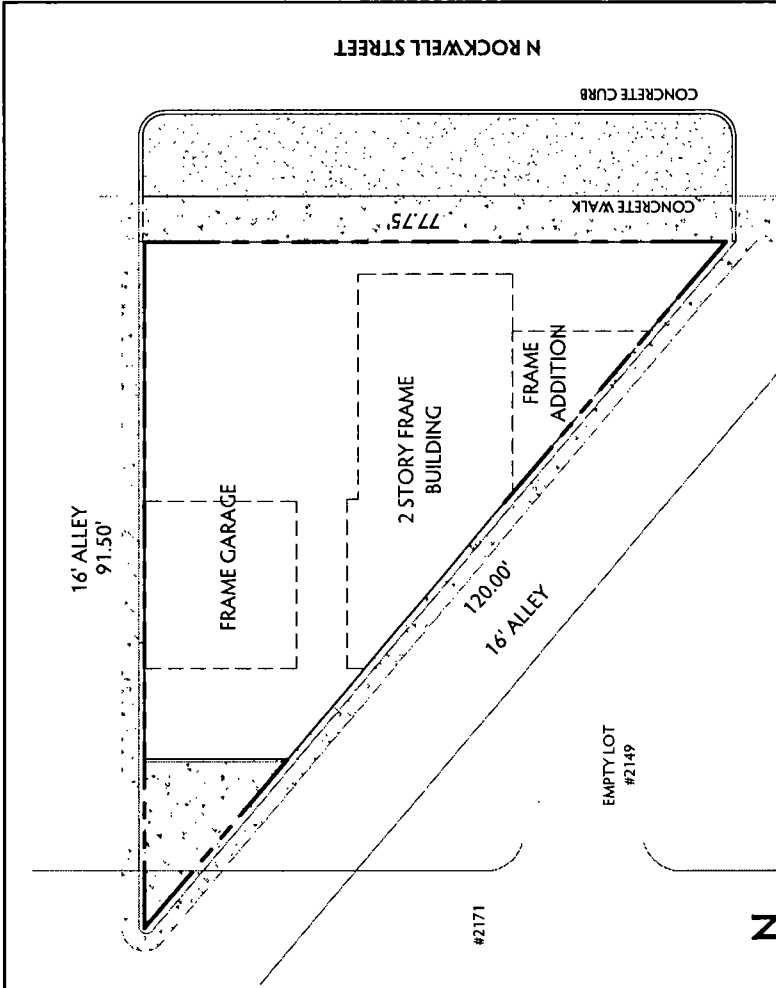 N ROCKWELL STREET
CONCRETE CURB
CONCRETE WALK
77.75'
16' ALLEY
91.50'
FRAME GARAGE
2 STORY FRAME
BUILDING
FRAME
ADDITION
120.00'
16' ALLEY
EMPTY LOT
#2149
#2171
N